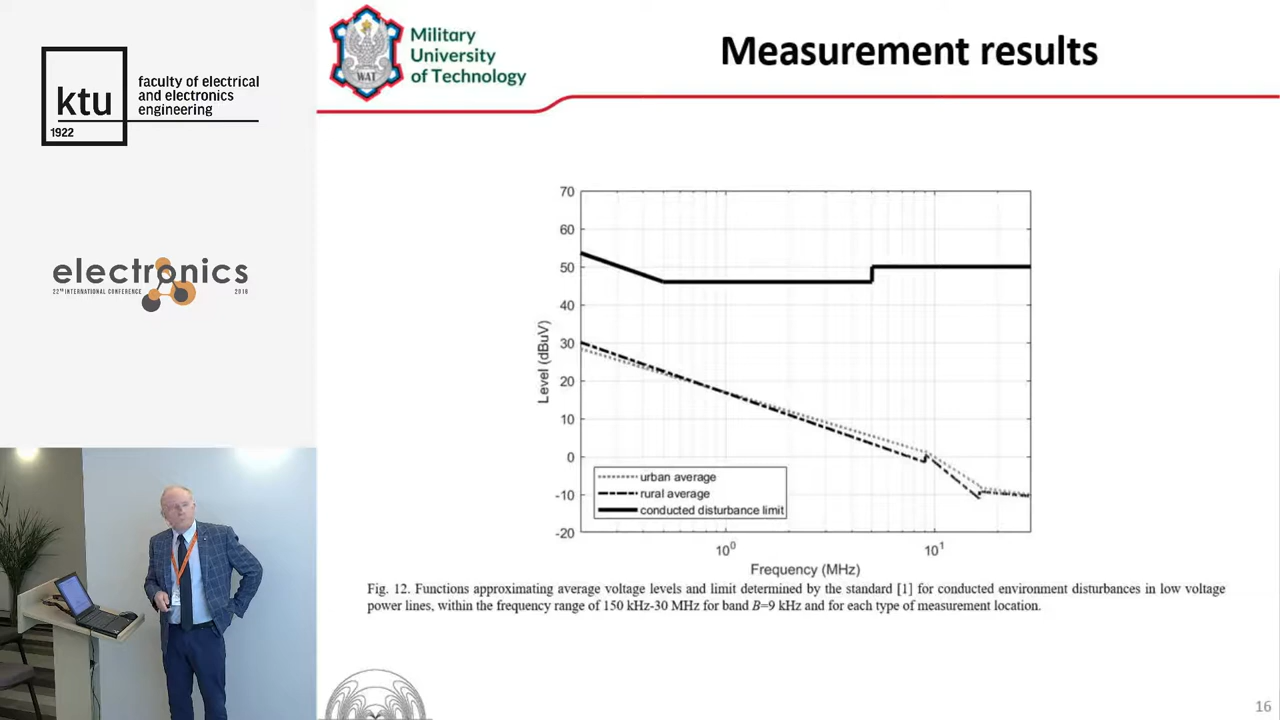 ktu
1922
faculty of electrical
and electronics
engineering
electronics
22TH INTERNATIONAL CONFERENCE 2018
WAT
Military
University
of Technology
Measurement results
70
60
50
40
30
20
10
0
-10
-20
Level (dBuV)
urban average
rural average
conducted disturbance limit
10⁰
10¹
Frequency (MHz)
Fig. 12. Functions approximating average voltage levels and limit determined by the standard [1] for conducted environment disturbances in low voltage
power lines, within the frequency range of 150 kHz-30 MHz for band B=9 kHz and for each type of measurement location.
16